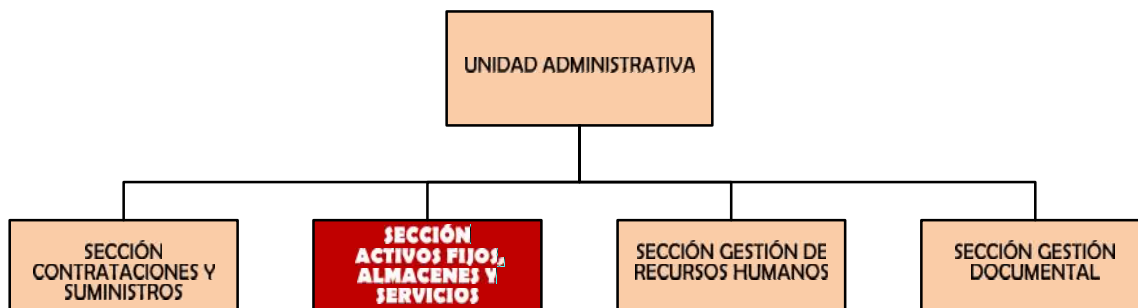 UNIDAD ADMINISTRATIVA
SECCIÓN
CONTRATACIONES Y
SUMINISTROS
SECCIÓN
ACTIVOS FIJOS,
ALMACENES Y
SERVICIOS
SECCIÓN GESTIÓN DE
RECURSOS HUMANOS
SECCIÓN GESTIÓN
DOCUMENTAL